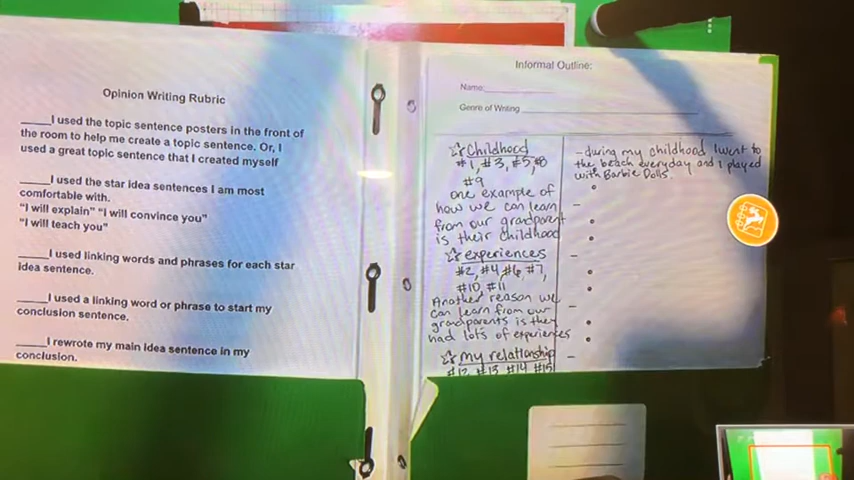 Opinion Writing Rubric
_____I used the topic sentence posters in the front of
the room to help me create a topic sentence. Or, I
used a great topic sentence that I created myself
_____I used the star idea sentences I am most
comfortable with.
“I will explain” “I will convince you”
“I will teach you”
_____I used linking words and phrases for each star
idea sentence.
_____I used a linking word or phrase to start my
conclusion sentence.
_____I rewrote my main idea sentence in my
conclusion.
Informal Outline:
Name:
Genre of Writing
Childhood
#1, #3, #5, #8
#9
one example of
how we can learn
from our grandparent
is their childhood
experiences
#2, #4, #6, #7,
#10, #11
Another reason we
can learn from our
grandparents is they
had lots of experiences
my relationship
#12, #13 #14 #15
- during my childhood I went to
the beach everyday and I played
with Barbie Dolls.